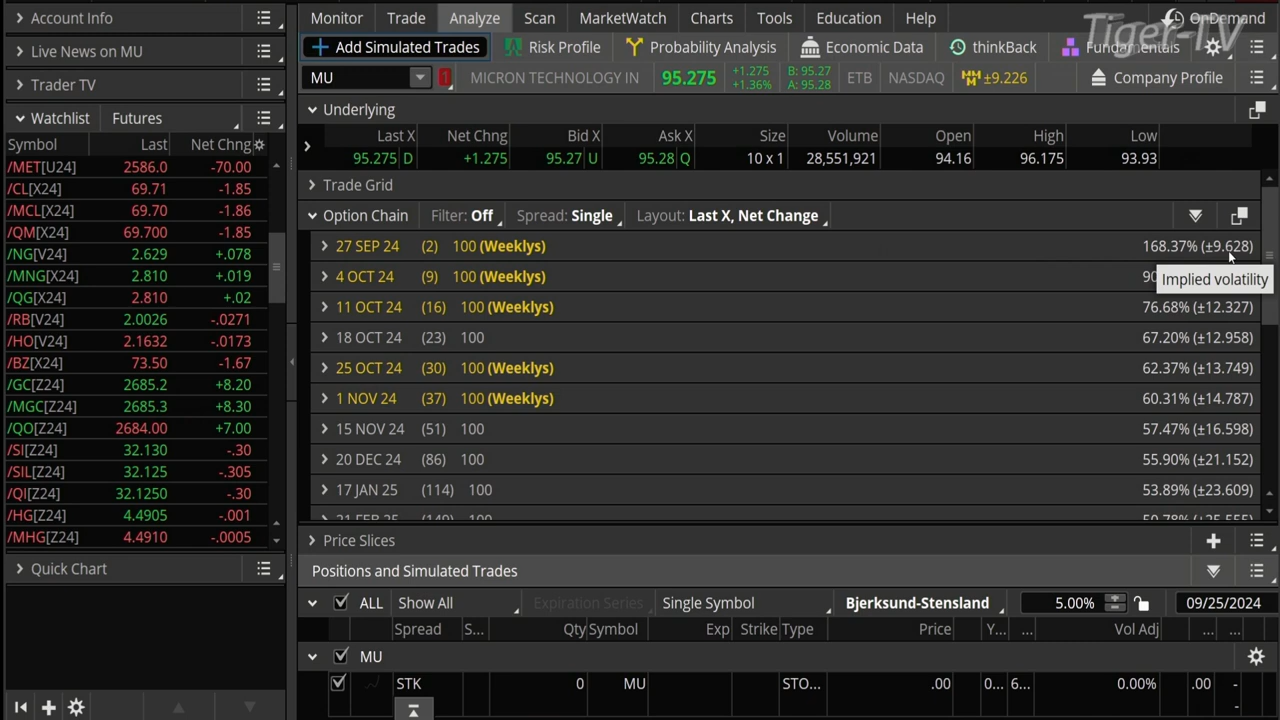 Account Info
Live News on MU
Trader TV
Watchlist Futures
Symbol Last Net Chng
/MET[U24] 2586.0 -70.00
/CL[X24] 69.71 -1.85
/MCL[X24] 69.70 -1.86
/QM[X24] 69.700 -1.85
/NG[V24] 2.629 +.078
/MNG[X24] 2.810 +.019
/QG[X24] 2.810 +.02
/RB[V24] 2.0026 -.0271
/HO[V24] 2.1632 -.0173
/BZ[X24] 73.50 -1.67
/GC[Z24] 2685.2 +8.20
/MGC[Z24] 2685.3 +8.30
/QO[Z24] 2684.00 +7.00
/SI[Z24] 32.130 -.30
/SIL[Z24] 32.125 -.305
/QI[Z24] 32.1250 -.30
/HG[Z24] 4.4905 -.001
/MHG[Z24] 4.4910 -.0005
Quick Chart
Monitor Trade Analyze Scan MarketWatch Charts Tools Education Help OnDemand
Tiger-TV
Add Simulated Trades Risk Profile Probability Analysis Economic Data thinkBack Fundamentals
MU 1 MICRON TECHNOLOGY IN 95.275 +1.275 B: 95.27 ETB NASDAQ ±9.226 Company Profile
+1.36% A: 95.28
Underlying
Last X Net Chng Bid X Ask X Size Volume Open High Low
95.275 D +1.275 95.27 U 95.28 Q 10 x 1 28,551,921 94.16 96.175 93.93
Trade Grid
Option Chain Filter: Off Spread: Single Layout: Last X, Net Change
27 SEP 24 (2) 100 (Weeklys) 168.37% (±9.628)
4 OCT 24 (9) 100 (Weeklys) 90
Implied volatility
11 OCT 24 (16) 100 (Weeklys) 76.68% (±12.327)
18 OCT 24 (23) 100 67.20% (±12.958)
25 OCT 24 (30) 100 (Weeklys) 62.37% (±13.749)
1 NOV 24 (37) 100 (Weeklys) 60.31% (±14.787)
15 NOV 24 (51) 100 57.47% (±16.598)
20 DEC 24 (86) 100 55.90% (±21.152)
17 JAN 25 (114) 100 53.89% (±23.609)
21 FEB 25 (149) 100 50.78% (±25.555)
Price Slices
Positions and Simulated Trades
ALL Show All Expiration Series Single Symbol Bjerksund-Stensland 5.00% 09/25/2024
Spread S... Qty Symbol Exp Strike Type Price Y... ... Vol Adj ... ...
MU
STK 0 MU STO... .00 0... 6... 0.00% .00 -
-